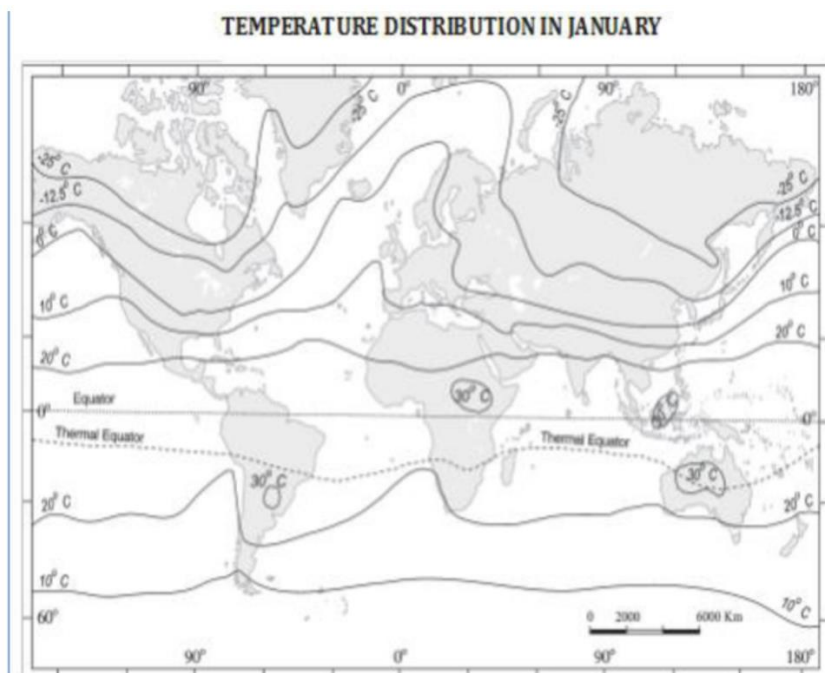 TEMPERATURE DISTRIBUTION IN JANUARY
90° 0° 90° 180°
-25° C
-25° C
-25° C
-12.5° C
-25° C
-12.5° C
0° C
0° C
10° C
10° C
20° C
20° C
30° C
Equator
0°
0°
Thermal Equator
Thermal Equator
30° C
30° C
20° C
20° C
10° C
10° C
60°
0 2000 6000 Km
90° 0° 90° 180°